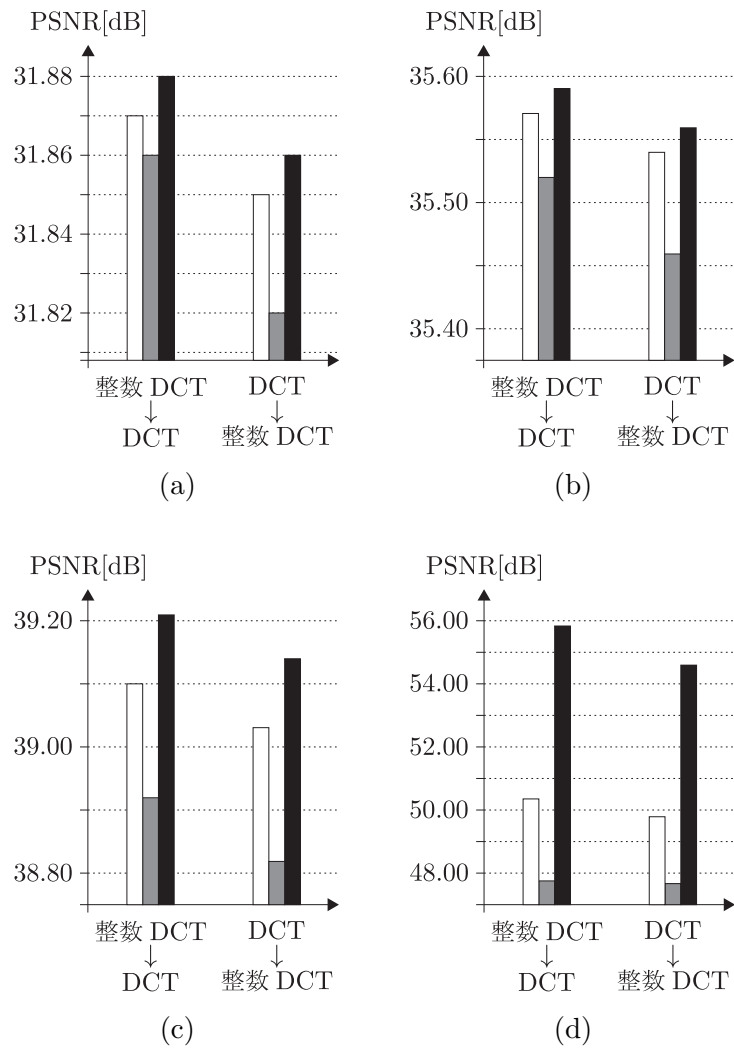 PSNR[dB]
31.88
31.86
31.84
31.82
整数 DCT
↓
DCT
DCT
↓
整数 DCT
(a)
PSNR[dB]
35.60
35.50
35.40
整数 DCT
↓
DCT
DCT
↓
整数 DCT
(b)
PSNR[dB]
39.20
39.00
38.80
整数 DCT
↓
DCT
DCT
↓
整数 DCT
(c)
PSNR[dB]
56.00
54.00
52.00
50.00
48.00
整数 DCT
↓
DCT
DCT
↓
整数 DCT
(d)